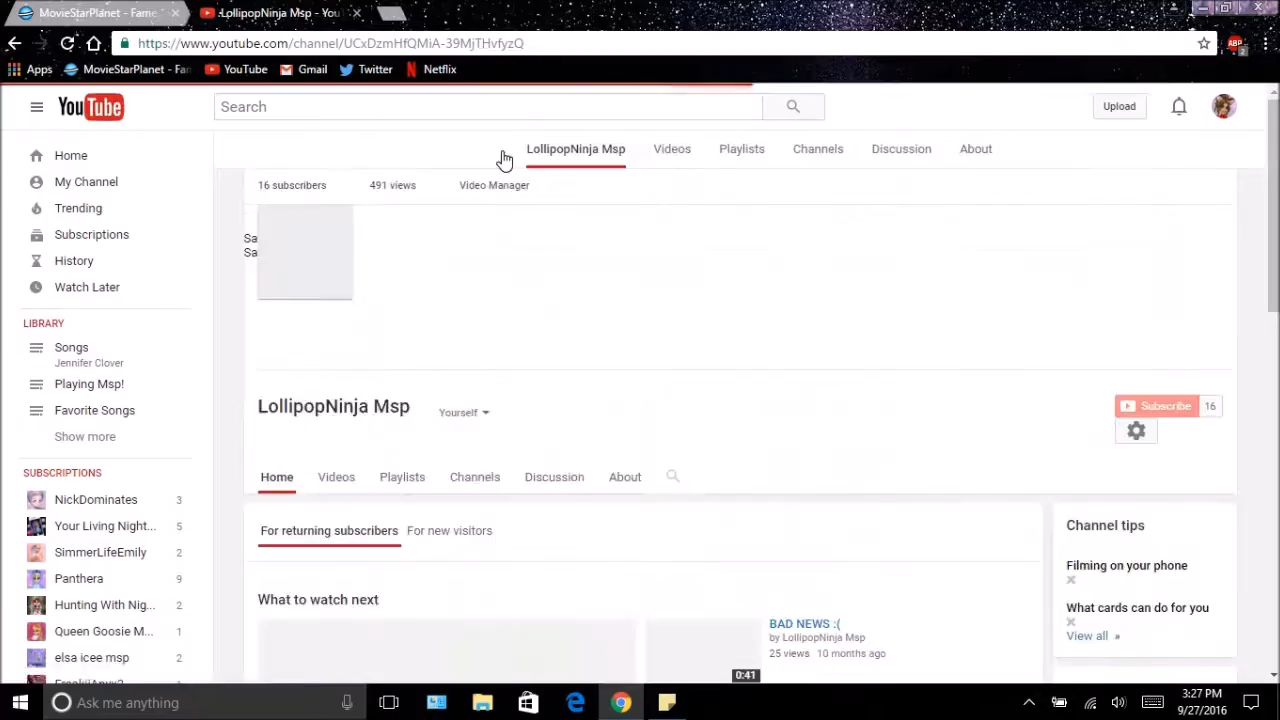 MovieStarPlanet - Fame
LollipopNinja Msp - You
https://www.youtube.com/channel/UCxDzmHfQMiA-39MjTHvfyzQ
ABP
2
Apps
MovieStarPlanet - Fan
YouTube
Gmail
Twitter
Netflix
YouTube
Search
Upload
LollipopNinja Msp
Videos
Playlists
Channels
Discussion
About
16 subscribers
491 views
Video Manager
Sa
Sa
Home
My Channel
Trending
Subscriptions
History
Watch Later
LIBRARY
Songs
Jennifer Clover
Playing Msp!
Favorite Songs
Show more
SUBSCRIPTIONS
NickDominates 3
Your Living Night... 5
SimmerLifeEmily 2
Panthera 9
Hunting With Nig... 2
Queen Goosie M... 1
elsa icee msp 2
LollipopNinja Msp
Yourself
Subscribe 16
Home
Videos
Playlists
Channels
Discussion
About
For returning subscribers
For new visitors
What to watch next
BAD NEWS :(
by LollipopNinja Msp
25 views 10 months ago
0:41
Channel tips
Filming on your phone
What cards can do for you
View all »
Ask me anything
3:27 PM
9/27/2016